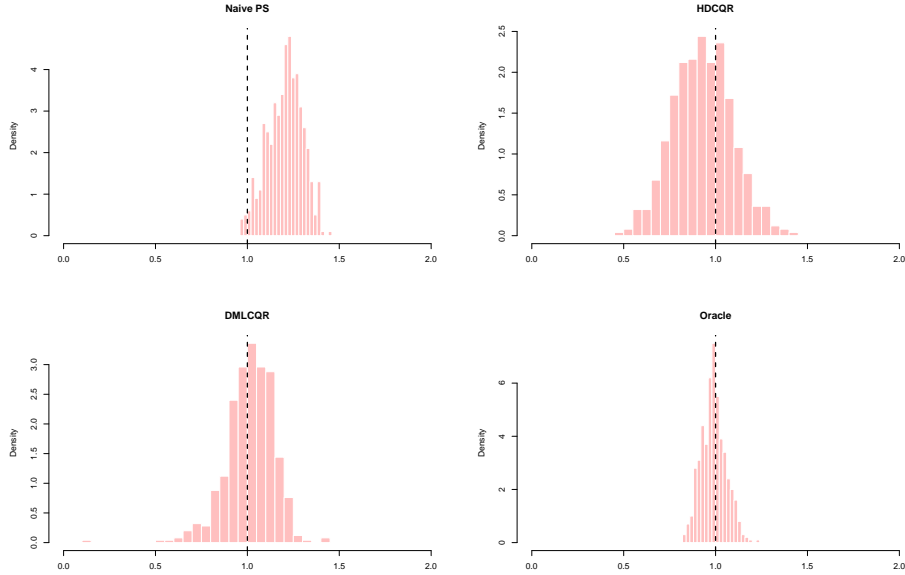 Naive PS
Density
0 1 2 3 4
0.0 0.5 1.0 1.5 2.0
HDCQR
Density
0.0 0.5 1.0 1.5 2.0 2.5
0.0 0.5 1.0 1.5 2.0
DMLCQR
Density
0.0 0.5 1.0 1.5 2.0 2.5 3.0
0.0 0.5 1.0 1.5 2.0
Oracle
Density
0 2 4 6
0.0 0.5 1.0 1.5 2.0